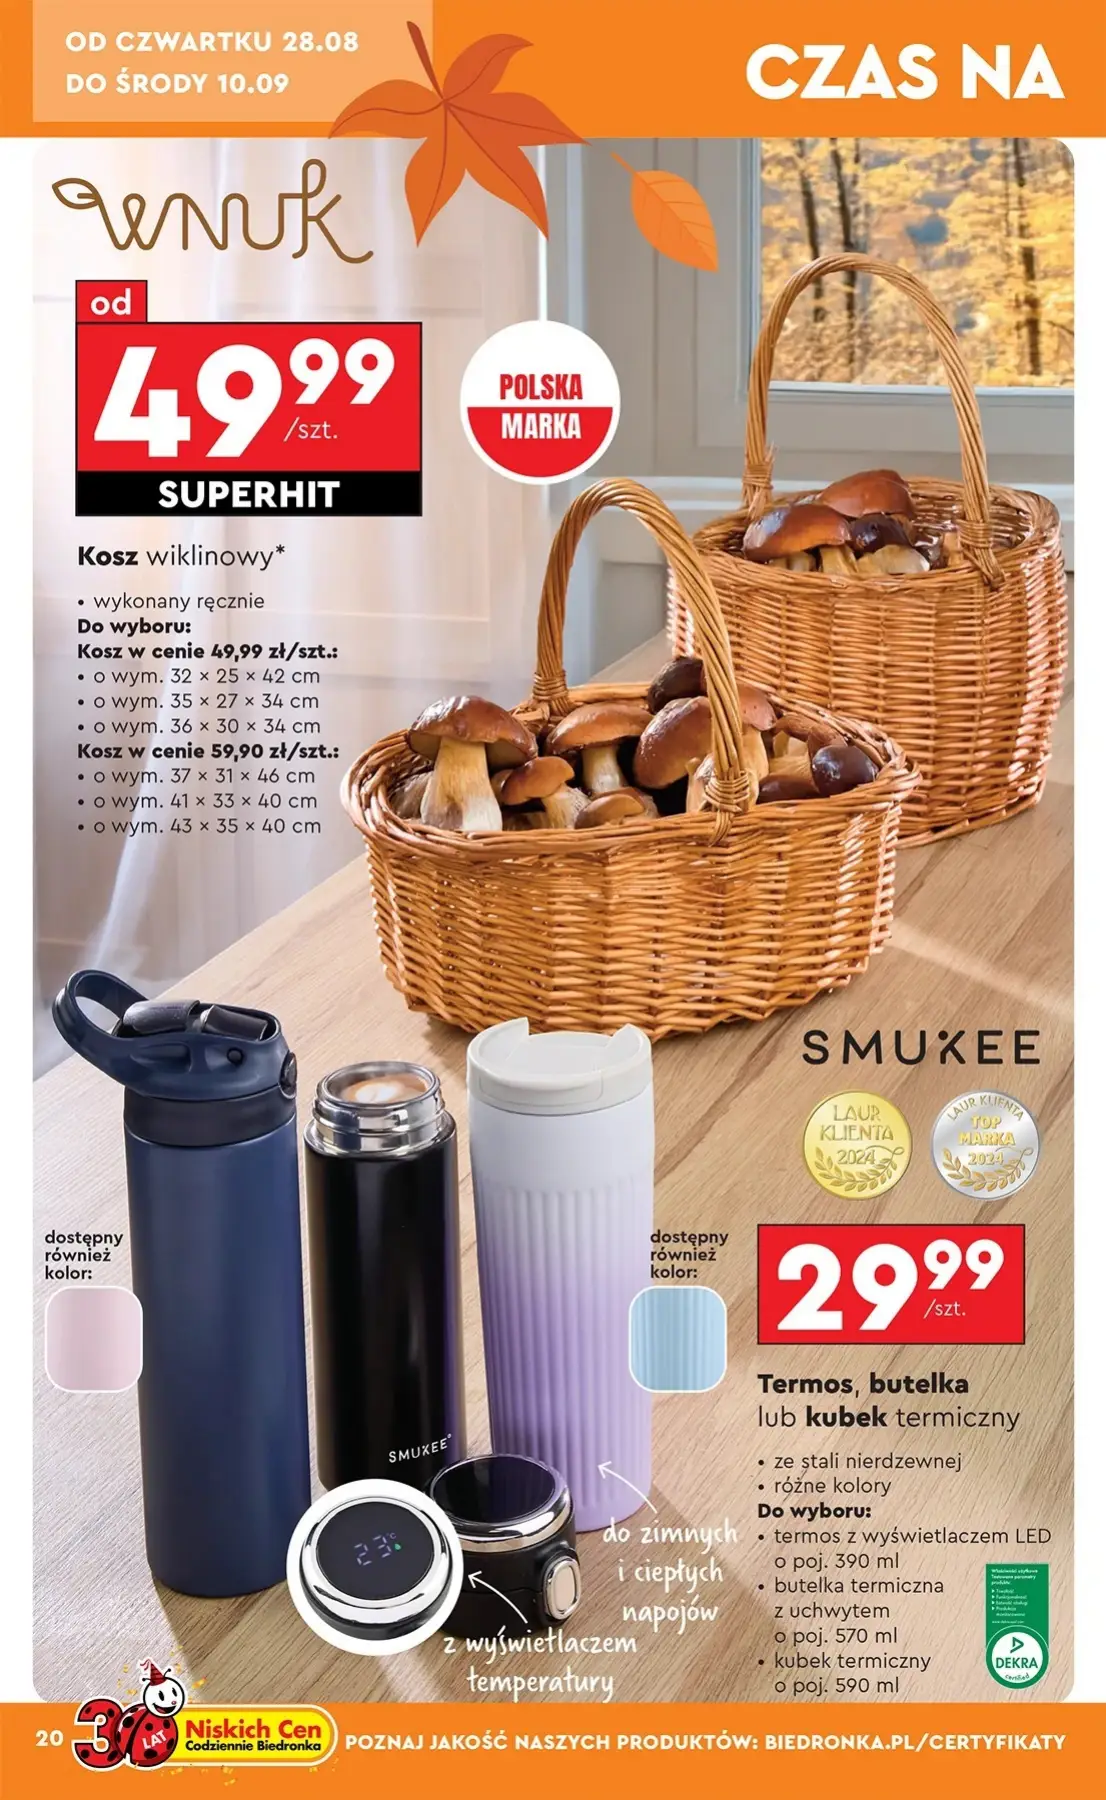 OD CZWARTKU 28.08
DO ŚRODY 10.09
CZAS NA
WNUK
od
49 99
/szt.
SUPERHIT
POLSKA
MARKA
Kosz wiklinowy*
• wykonany ręcznie
Do wyboru:
Kosz w cenie 49,99 zł/szt.:
• o wym. 32 × 25 × 42 cm
• o wym. 35 × 27 × 34 cm
• o wym. 36 × 30 × 34 cm
Kosz w cenie 59,90 zł/szt.:
• o wym. 37 × 31 × 46 cm
• o wym. 41 × 33 × 40 cm
• o wym. 43 × 35 × 40 cm
SMUKEE
LAUR
KLIENTA
2024
LAUR KLIENTA
TOP
MARKA
2024
dostępny
również
kolor:
dostępny
również
kolor:
29 99
/szt.
Termos, butelka
lub kubek termiczny
• ze stali nierdzewnej
• różne kolory
Do wyboru:
• termos z wyświetlaczem LED
o poj. 390 ml
• butelka termiczna
z uchwytem
o poj. 570 ml
• kubek termiczny
o poj. 590 ml
SMUKEE
23°C
do zimnych
i ciepłych
napojów
z wyświetlaczem
temperatury
DEKRA
certified
20
30 LAT
Niskich Cen
Codziennie Biedronka
POZNAJ JAKOŚĆ NASZYCH PRODUKTÓW: BIEDRONKA.PL/CERTYFIKATY